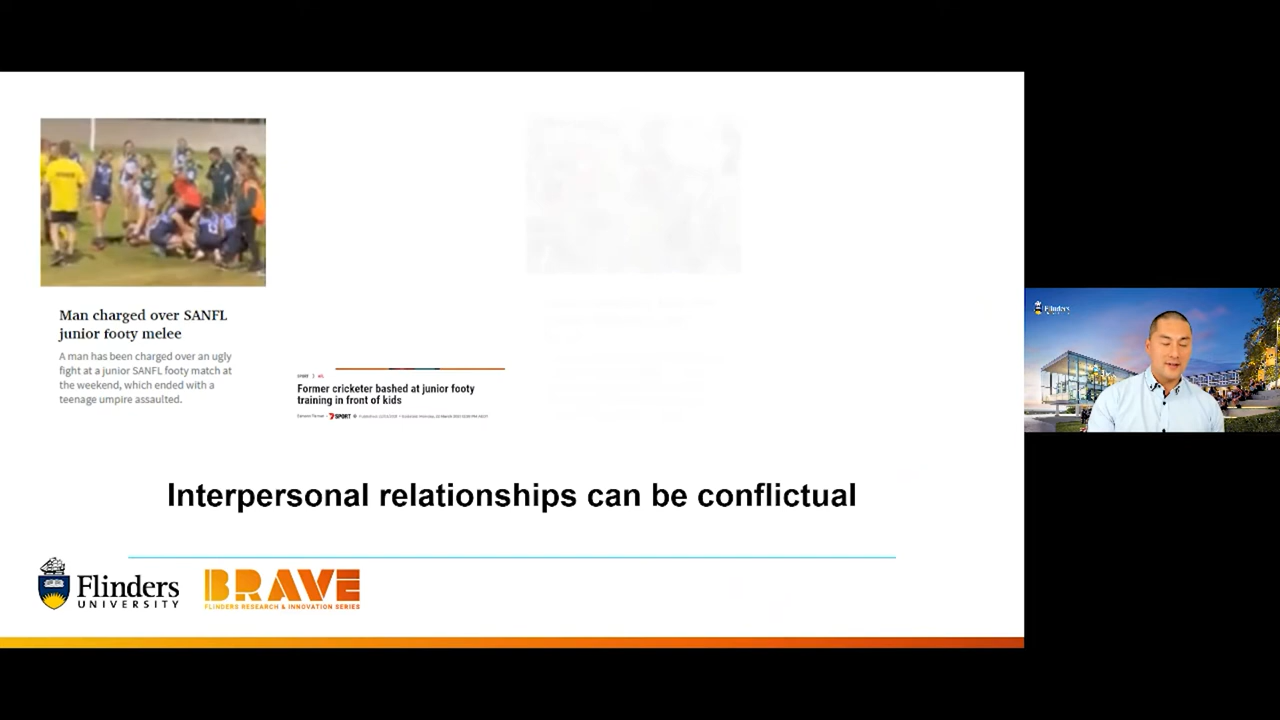 Man charged over SANFL
junior footy melee
A man has been charged over an ugly
fight at a junior SANFL footy match at
the weekend, which ended with a
teenage umpire assaulted.
Former cricketer bashed at junior footy
training in front of kids
7SPORT
Interpersonal relationships can be conflictual
Flinders
UNIVERSITY
BRAVE
FLINDERS RESEARCH & INNOVATION SERIES
Flinders